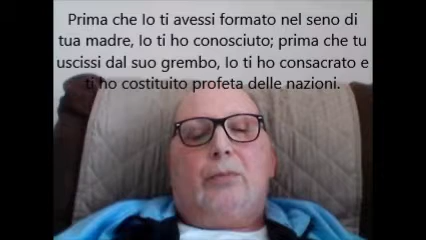 Prima che Io ti avessi formato nel seno di
tua madre, Io ti ho conosciuto; prima che tu
uscissi dal suo grembo, Io ti ho consacrato e
ti ho costituito profeta delle nazioni.